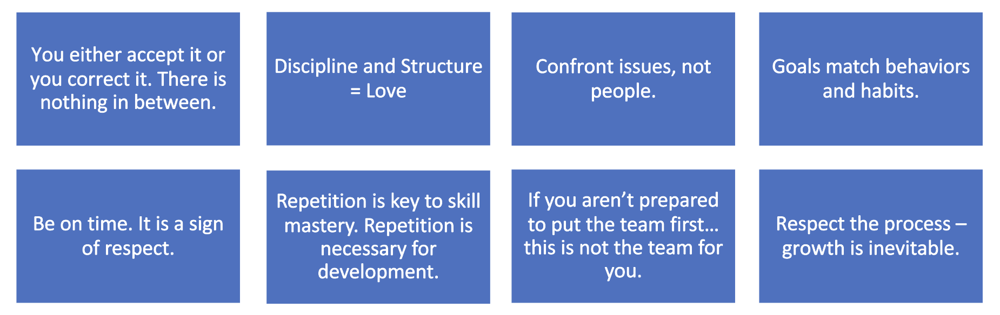 You either accept it or
you correct it. There is
nothing in between.
Discipline and Structure
= Love
Confront issues, not
people.
Goals match behaviors
and habits.
Be on time. It is a sign
of respect.
Repetition is key to skill
mastery. Repetition is
necessary for
development.
If you aren’t prepared
to put the team first…
this is not the team for
you.
Respect the process –
growth is inevitable.